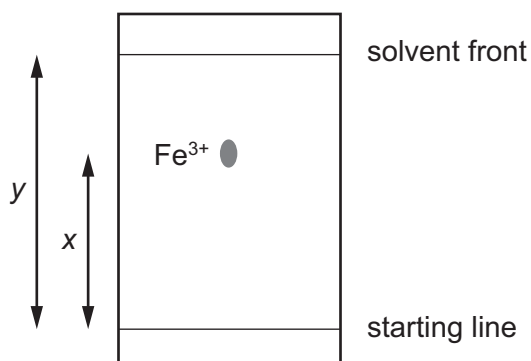 solvent front
Fe³⁺
y
x
starting line